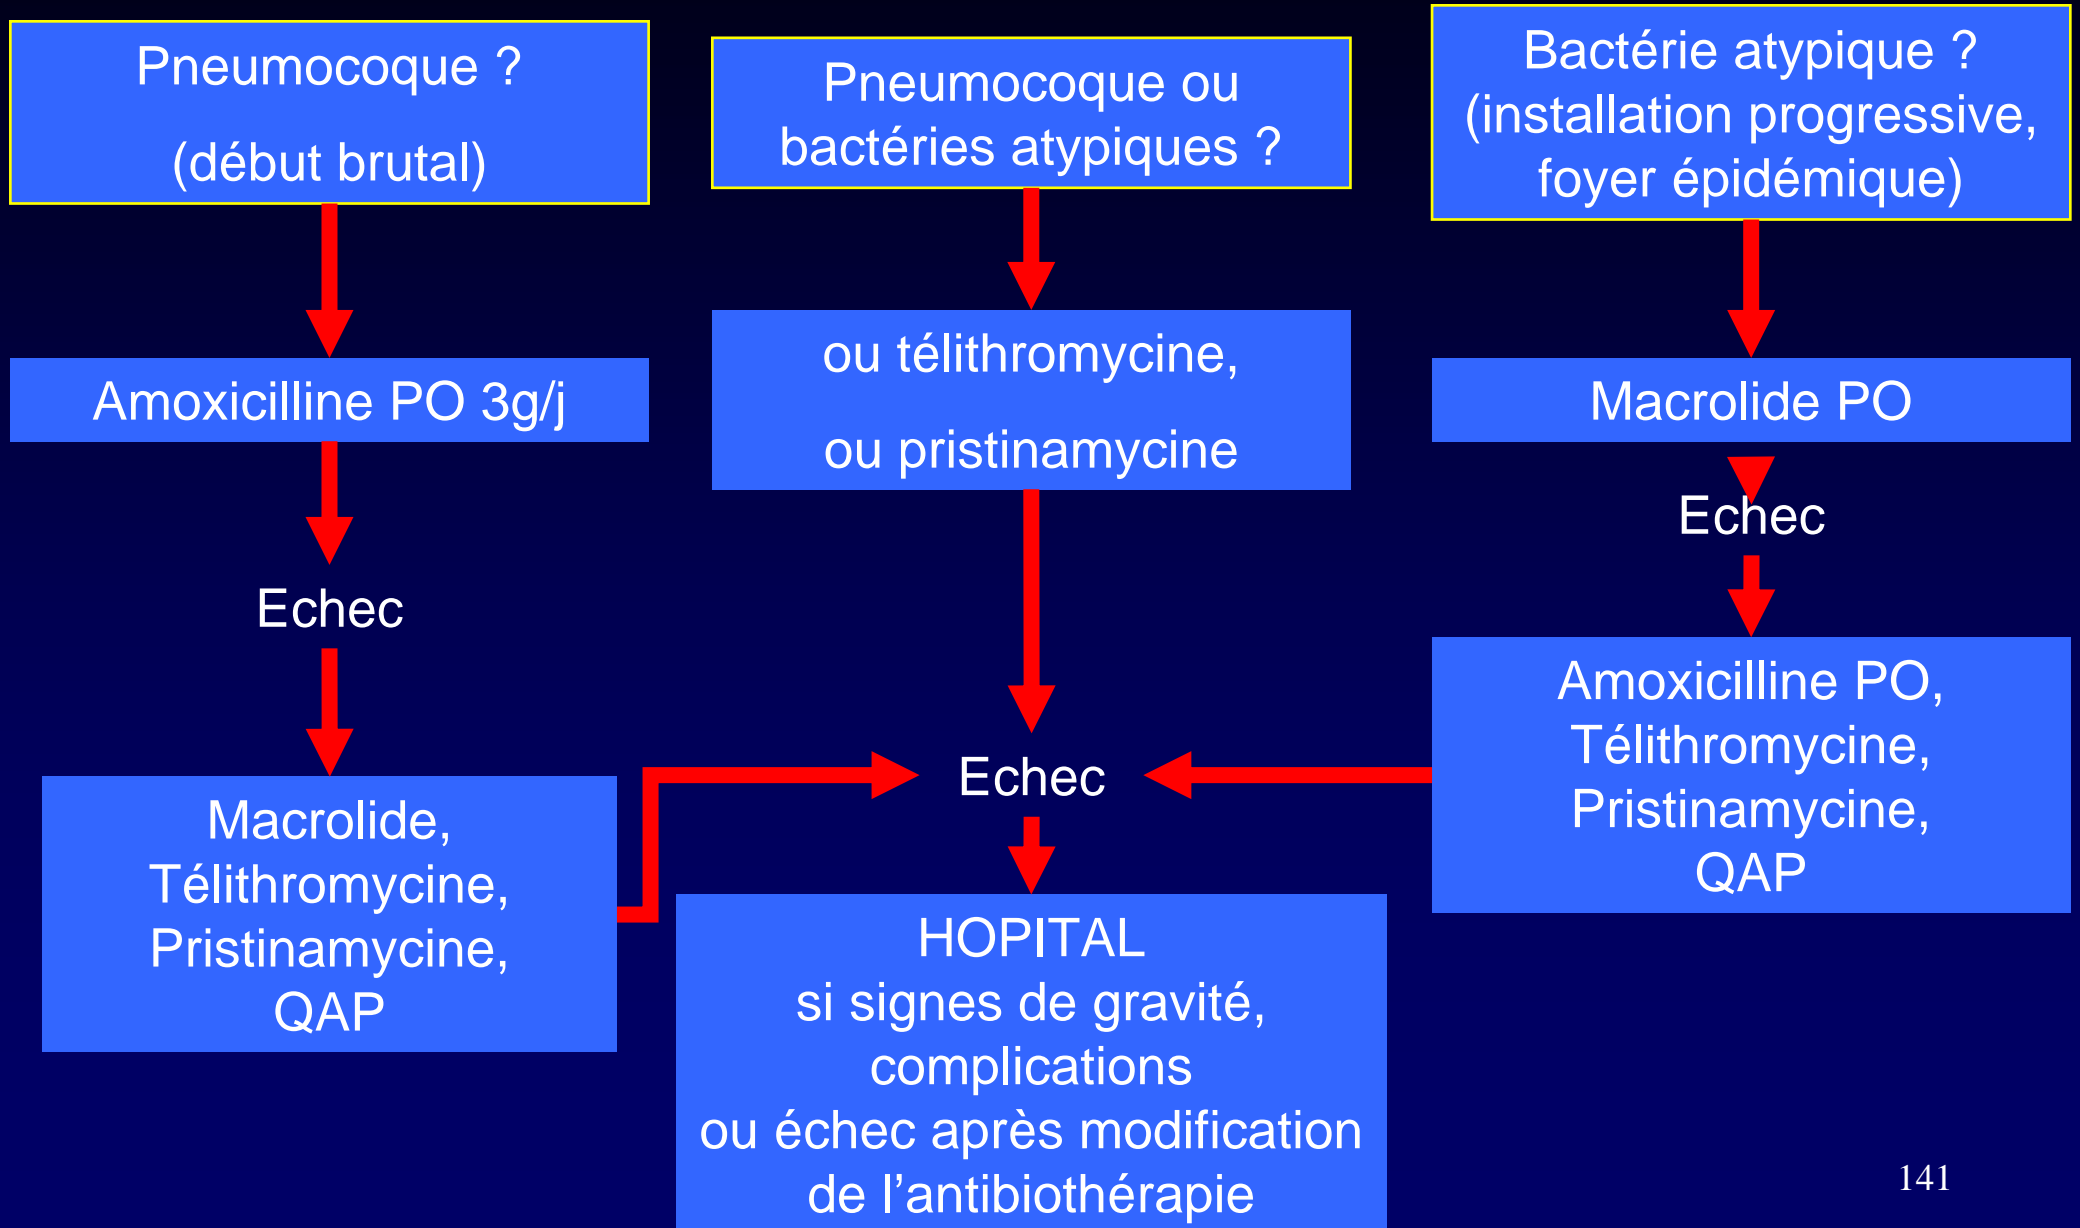 Pneumocoque ?
(début brutal)
Pneumocoque ou
bactéries atypiques ?
Bactérie atypique ?
(installation progressive,
foyer épidémique)
Amoxicilline PO 3g/j
ou télithromycine,
ou pristinamycine
Macrolide PO
Echec
Echec
Macrolide,
Télithromycine,
Pristinamycine,
QAP
Echec
Amoxicilline PO,
Télithromycine,
Pristinamycine,
QAP
HOPITAL
si signes de gravité,
complications
ou échec après modification
de l’antibiothérapie
141